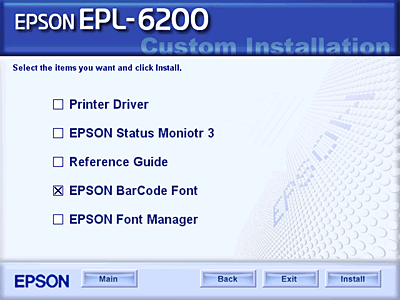 EPSON EPL-6200
Custom Installation
Select the items you want and click Install.
Printer Driver
EPSON Status Moniotr 3
Reference Guide
EPSON BarCode Font
EPSON Font Manager
EPSON
EPSON Main Back Exit Install